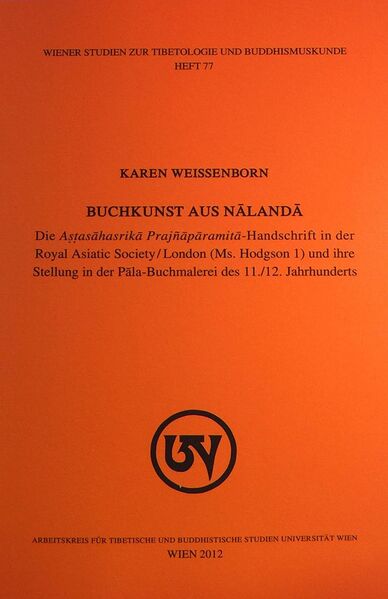 WIENER STUDIEN ZUR TIBETOLOGIE UND BUDDHISMUSKUNDE
HEFT 77
KAREN WEISSENBORN
BUCHKUNST AUS NĀLANDĀ
Die Aṣṭasāhasrikā Prajñāpāramitā-Handschrift in der
Royal Asiatic Society/London (Ms. Hodgson 1) und ihre
Stellung in der Pāla-Buchmalerei des 11./12. Jahrhunderts
ARBEITSKREIS FÜR TIBETISCHE UND BUDDHISTISCHE STUDIEN UNIVERSITÄT WIEN
WIEN 2012